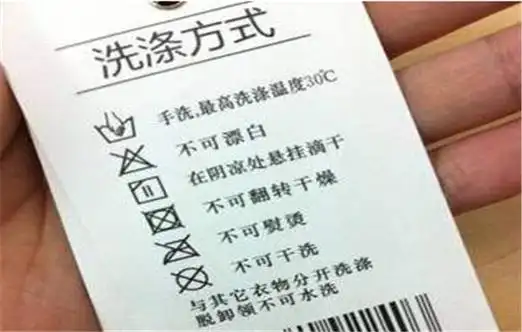 洗涤方式
手洗,最高洗涤温度30℃
不可漂白
在阴凉处悬挂滴干
不可翻转干燥
不可熨烫
不可干洗
与其它衣物分开洗涤
脱卸领不可水洗